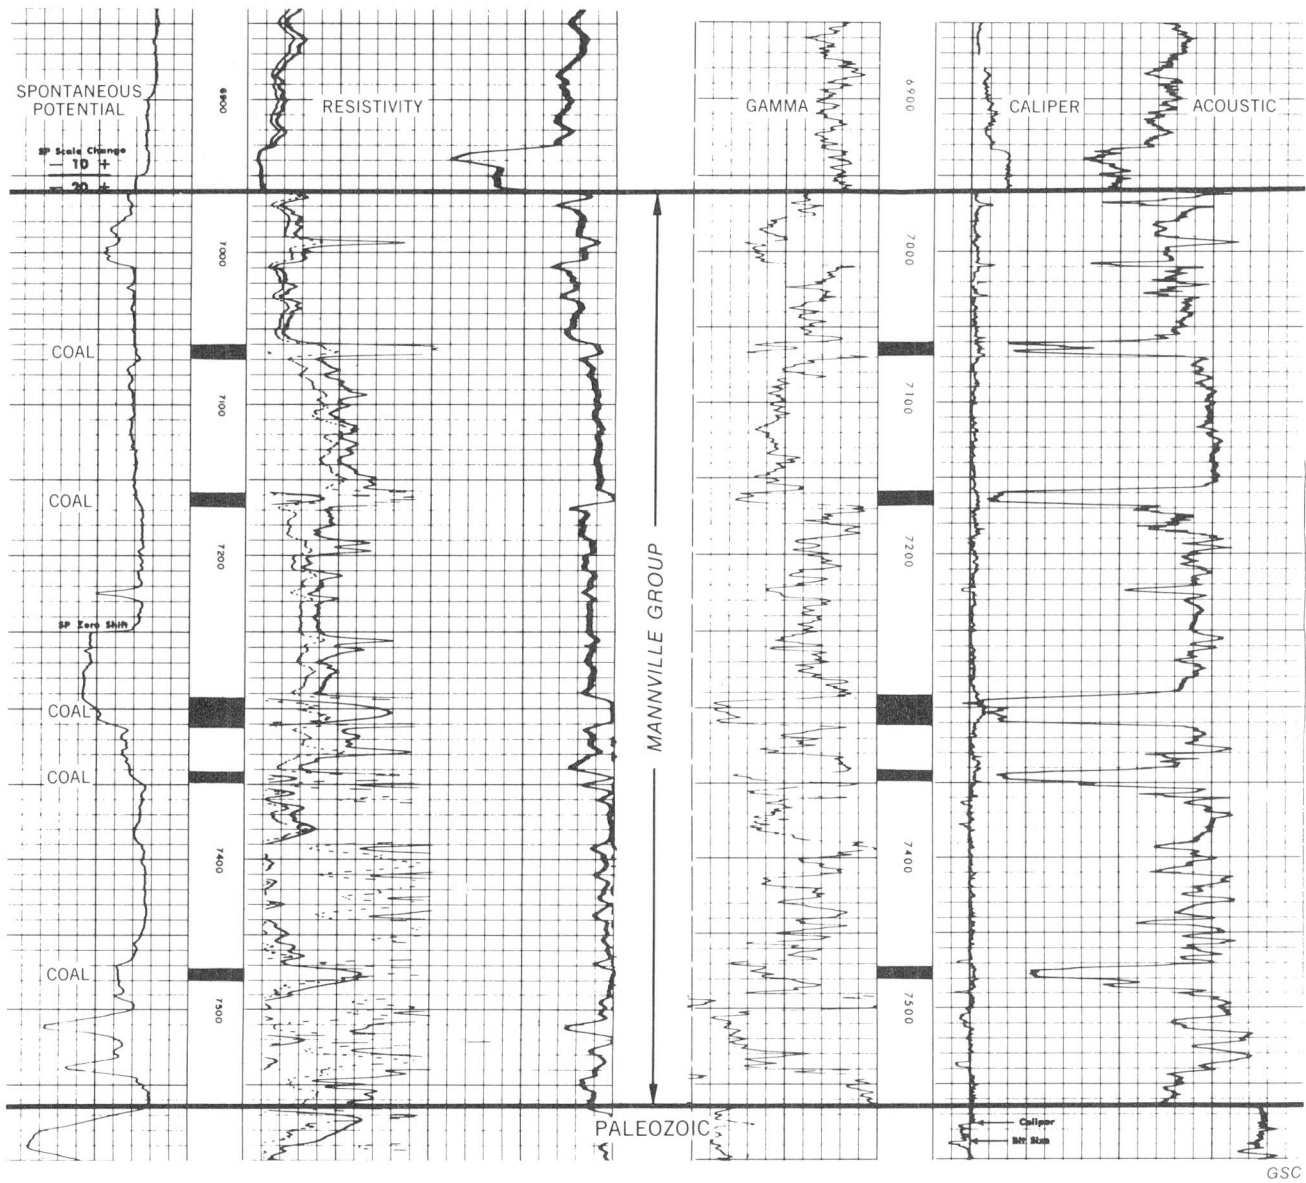 SPONTANEOUS
POTENTIAL
SP Scale Change
— 10 +
— 20 +
6900
RESISTIVITY
GAMMA
6900
CALIPER
ACOUSTIC
7000
7000
COAL
7100
7100
COAL
7200
7200
SP Zero Shift
COAL
COAL
7400
7400
COAL
7500
7500
MANNVILLE GROUP
PALEOZOIC
Caliper
Bit Size
GSC